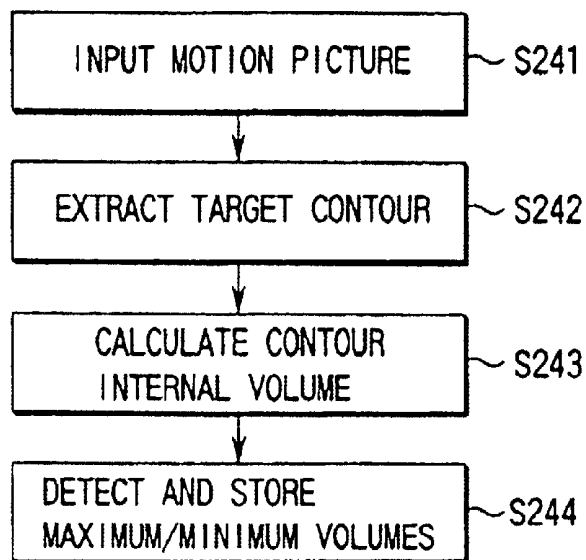 INPUT MOTION PICTURE
S241
EXTRACT TARGET CONTOUR
S242
CALCULATE CONTOUR
INTERNAL VOLUME
S243
DETECT AND STORE
MAXIMUM/MINIMUM VOLUMES
S244